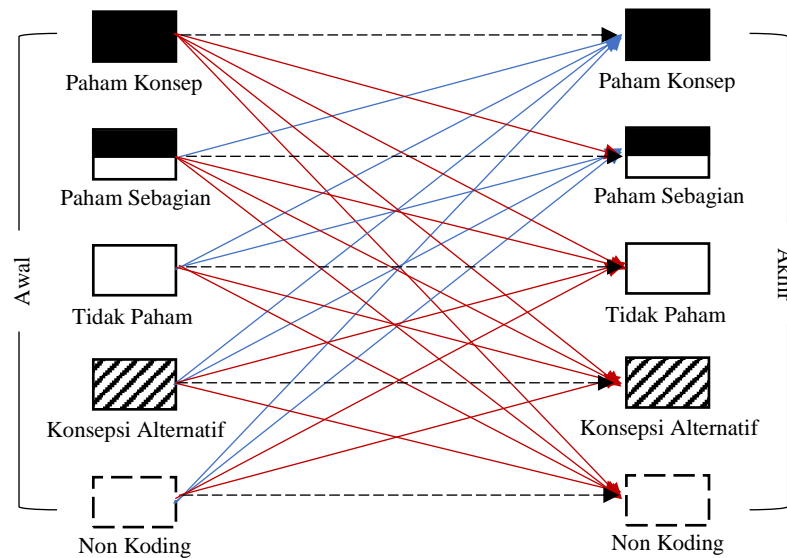 Paham Konsep
Paham Konsep
Paham Sebagian
Paham Sebagian
Awal
Akhir
Tidak Paham
Tidak Paham
Konsepsi Alternatif
Konsepsi Alternatif
Non Koding
Non Koding